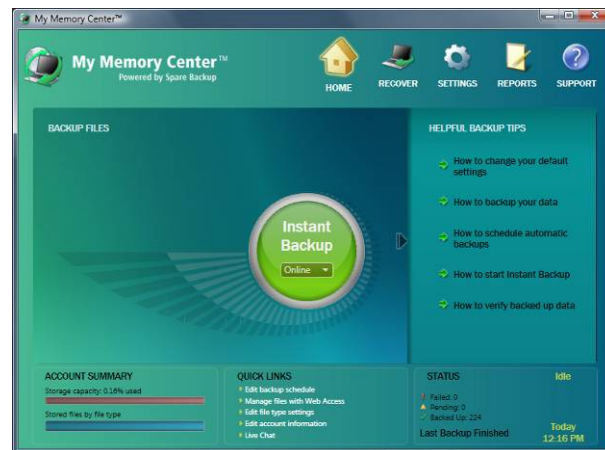 My Memory Center™
My Memory Center™
Powered by Spare Backup
HOME
RECOVER
SETTINGS
REPORTS
SUPPORT
BACKUP FILES
Instant
Backup
Online
HELPFUL BACKUP TIPS
How to change your default
settings
How to backup your data
How to schedule automatic
backups
How to start Instant Backup
How to verify backed up data
ACCOUNT SUMMARY
Storage capacity: 0.16% used
Stored files by file type
QUICK LINKS
Edit backup schedule
Manage files with Web Access
Edit file type settings
Edit account information
Live Chat
STATUS
Idle
Failed: 0
Pending: 0
Backed Up: 224
Last Backup Finished
Today
12:16 PM